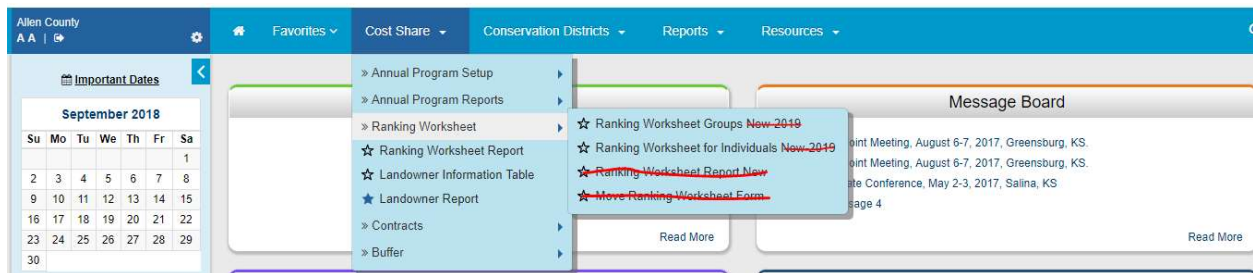 Allen County
A A |
Favorites
Cost Share
Conservation Districts
Reports
Resources
Important Dates
September 2018
Su Mo Tu We Th Fr Sa
1
2 3 4 5 6 7 8
9 10 11 12 13 14 15
16 17 18 19 20 21 22
23 24 25 26 27 28 29
30
» Annual Program Setup
» Annual Program Reports
» Ranking Worksheet
Ranking Worksheet Report
Landowner Information Table
Landowner Report
» Contracts
» Buffer
Ranking Worksheet Groups New 2019
Ranking Worksheet for Individuals New 2019
Ranking Worksheet Report New
Move Ranking Worksheet Form
Read More
Message Board
oint Meeting, August 6-7, 2017, Greensburg, KS.
oint Meeting, August 6-7, 2017, Greensburg, KS.
ate Conference, May 2-3, 2017, Salina, KS
sage 4
Read More